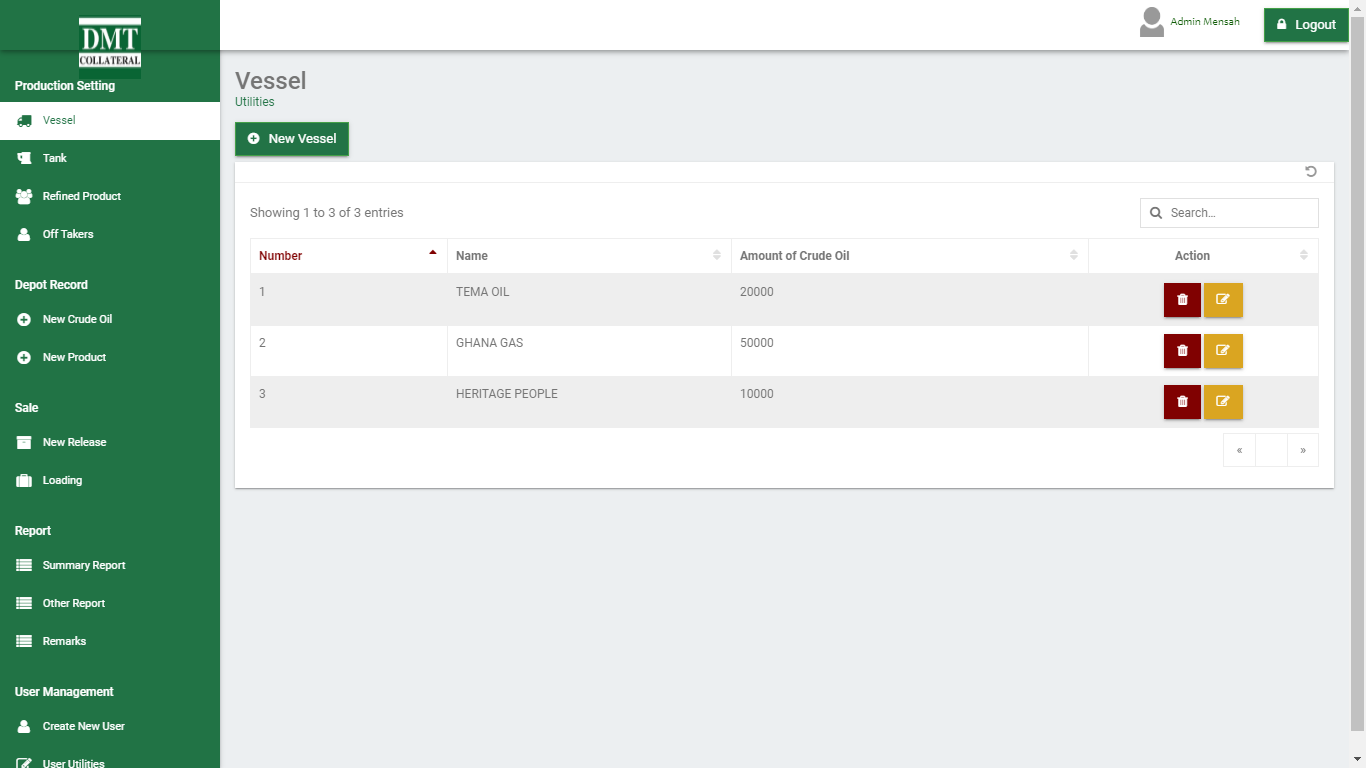 DMT
COLLATERAL
Admin Mensah
Logout
Production Setting
Vessel
Tank
Refined Product
Off Takers
Depot Record
New Crude Oil
New Product
Sale
New Release
Loading
Report
Summary Report
Other Report
Remarks
User Management
Create New User
User Utilities
Vessel
Utilities
New Vessel
Showing 1 to 3 of 3 entries
Search...
Number Name Amount of Crude Oil Action
1 TEMA OIL 20000
2 GHANA GAS 50000
3 HERITAGE PEOPLE 10000
« »